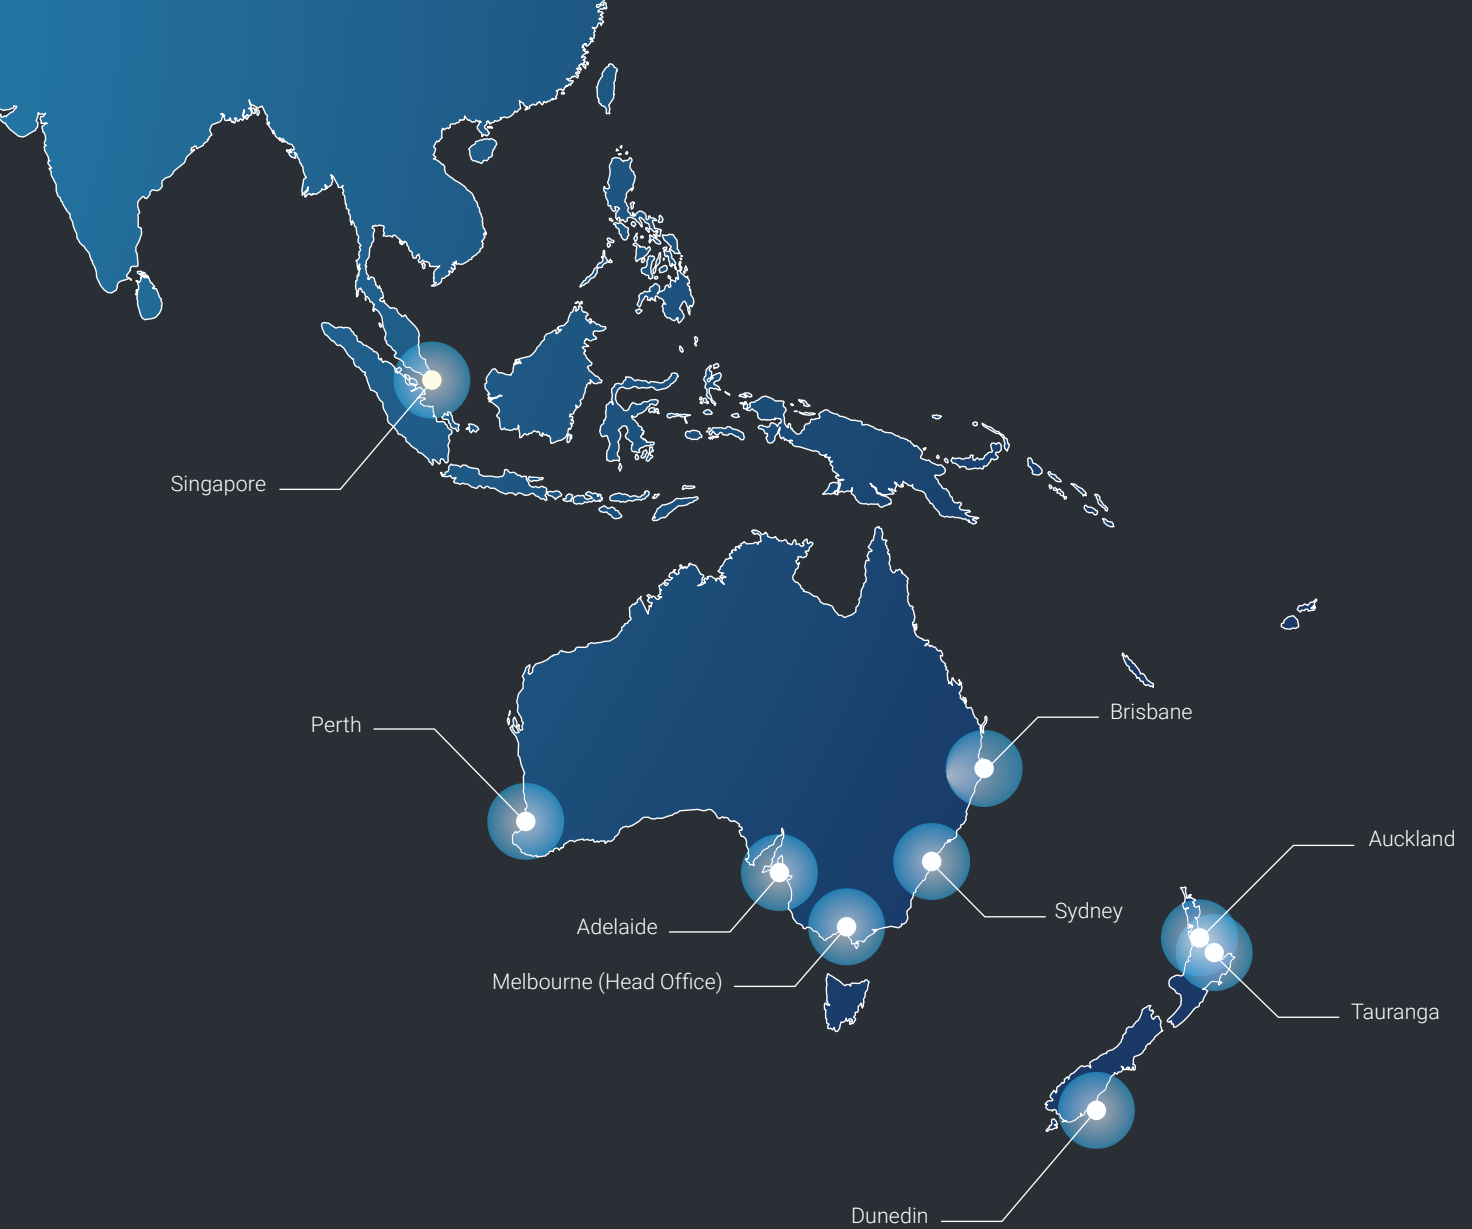 Singapore
Brisbane
Perth
Auckland
Sydney
Adelaide
Melbourne (Head Office)
Tauranga
Dunedin